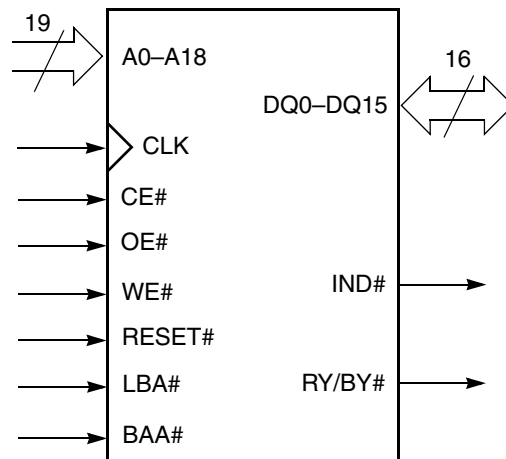 19
A0–A18
16
DQ0–DQ15
CLK
CE#
OE#
WE#
IND#
RESET#
LBA#
RY/BY#
BAA#